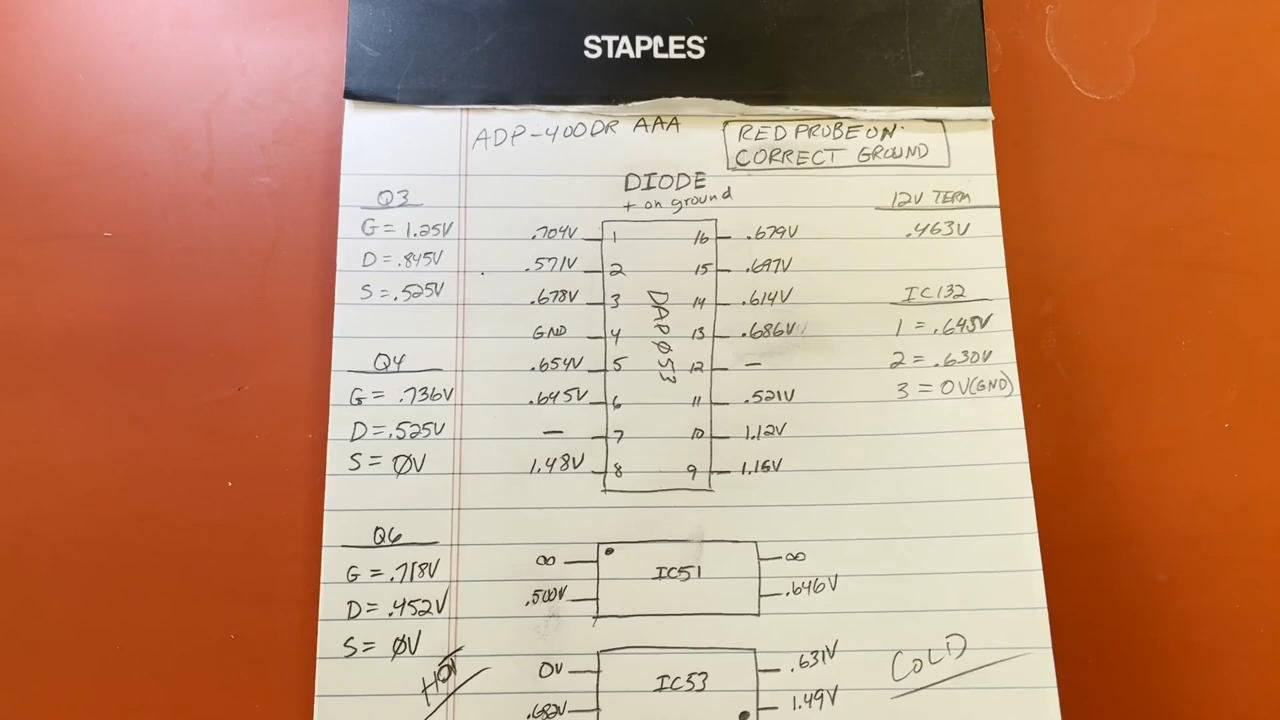 STAPLES
ADP-400DR AAA
RED PROBE ON
CORRECT GROUND
DIODE
+ on ground
Q3
G = 1.25V
D = .845V
S = .525V
Q4
G = .736V
D = .525V
S = 0V
Q6
G = .718V
D = .452V
S = 0V
HOT
.704V 1 16 .679V
.571V 2 15 .697V
.678V 3 14 .614V
GND 4 13 .686V
.654V 5 12 —
.645V 6 11 .521V
— 7 10 1.12V
1.48V 8 9 1.16V
DAP053
12V TERM
.463V
IC132
1 = .645V
2 = .630V
3 = 0V(GND)
∞ IC51 ∞
.500V .646V
0V IC53 .631V
.682V 1.49V
COLD